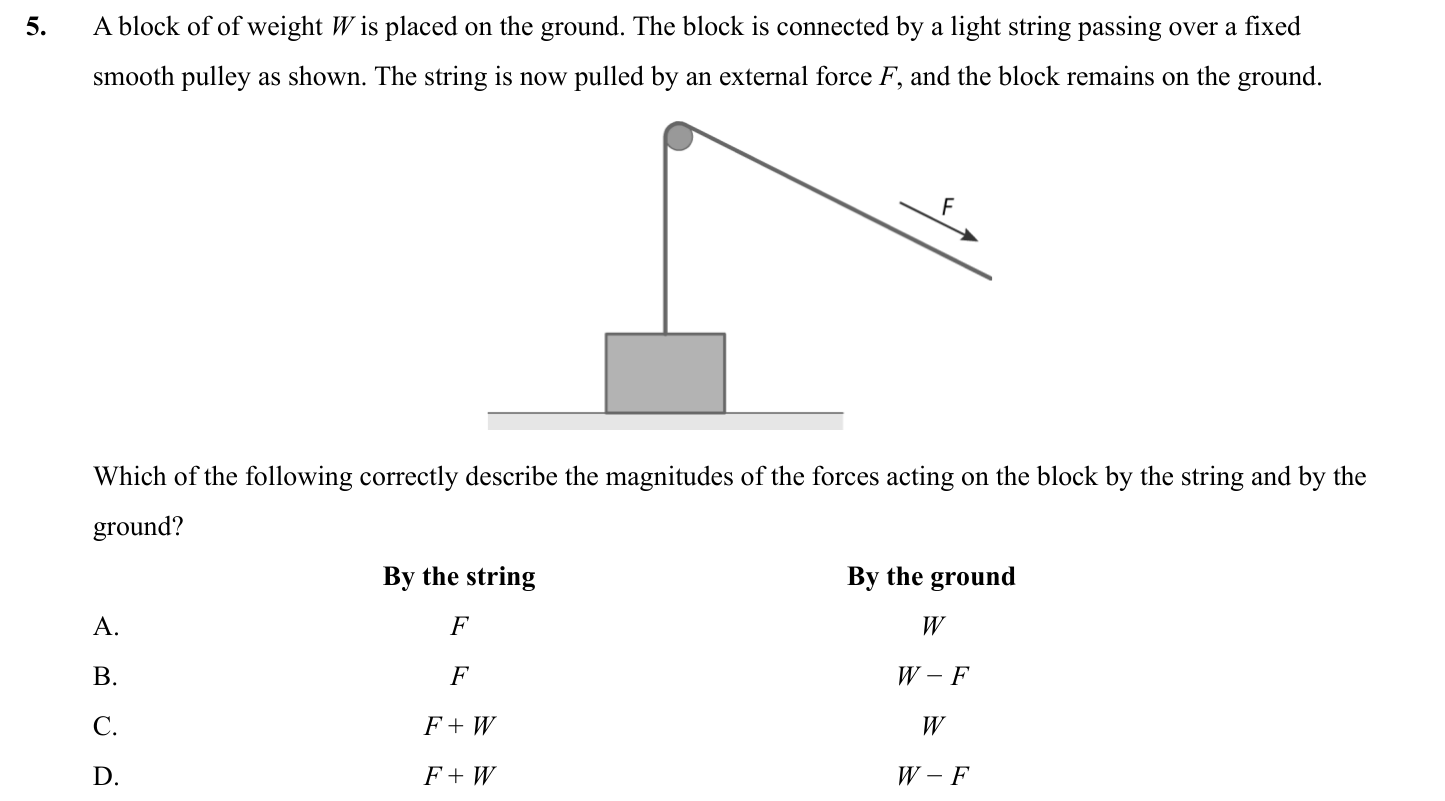 5. A block of of weight W is placed on the ground. The block is connected by a light string passing over a fixed
smooth pulley as shown. The string is now pulled by an external force F, and the block remains on the ground.
F
Which of the following correctly describe the magnitudes of the forces acting on the block by the string and by the
ground?
By the string By the ground
A. F W
B. F W − F
C. F + W W
D. F + W W − F